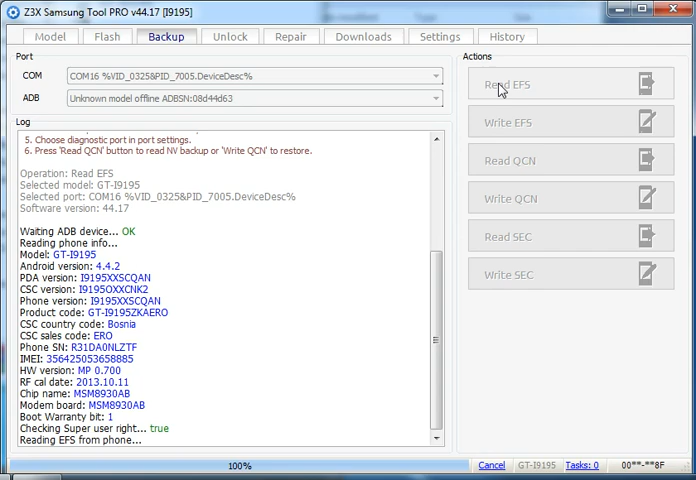 Z3X Samsung Tool PRO v44.17 [I9195]
Model
Flash
Backup
Unlock
Repair
Downloads
Settings
History
Port
Actions
COM
COM16 %VID_0325&PID_7005.DeviceDesc%
ADB
Unknown model offline ADBSN:08d44d63
Log
5. Choose diagnostic port in port settings.
6. Press 'Read QCN' button to read NV backup or 'Write QCN' to restore.
Operation: Read EFS
Selected model: GT-I9195
Selected port: COM16 %VID_0325&PID_7005.DeviceDesc%
Software version: 44.17
Waiting ADB device... OK
Reading phone info...
Model: GT-I9195
Android version: 4.4.2
PDA version: I9195XXSCQAN
CSC version: I9195OXXCNK2
Phone version: I9195XXSCQAN
Product code: GT-I9195ZKAERO
CSC country code: Bosnia
CSC sales code: ERO
Phone SN: R31DA0NLZTF
IMEI: 356425053658885
HW version: MP 0.700
RF cal date: 2013.10.11
Chip name: MSM8930AB
Modem board: MSM8930AB
Boot Warranty bit: 1
Checking Super user right... true
Reading EFS from phone...
Read EFS
Write EFS
Read QCN
Write QCN
Read SEC
Write SEC
100%
Cancel
GT-I9195
Tasks: 0
00**-**8F